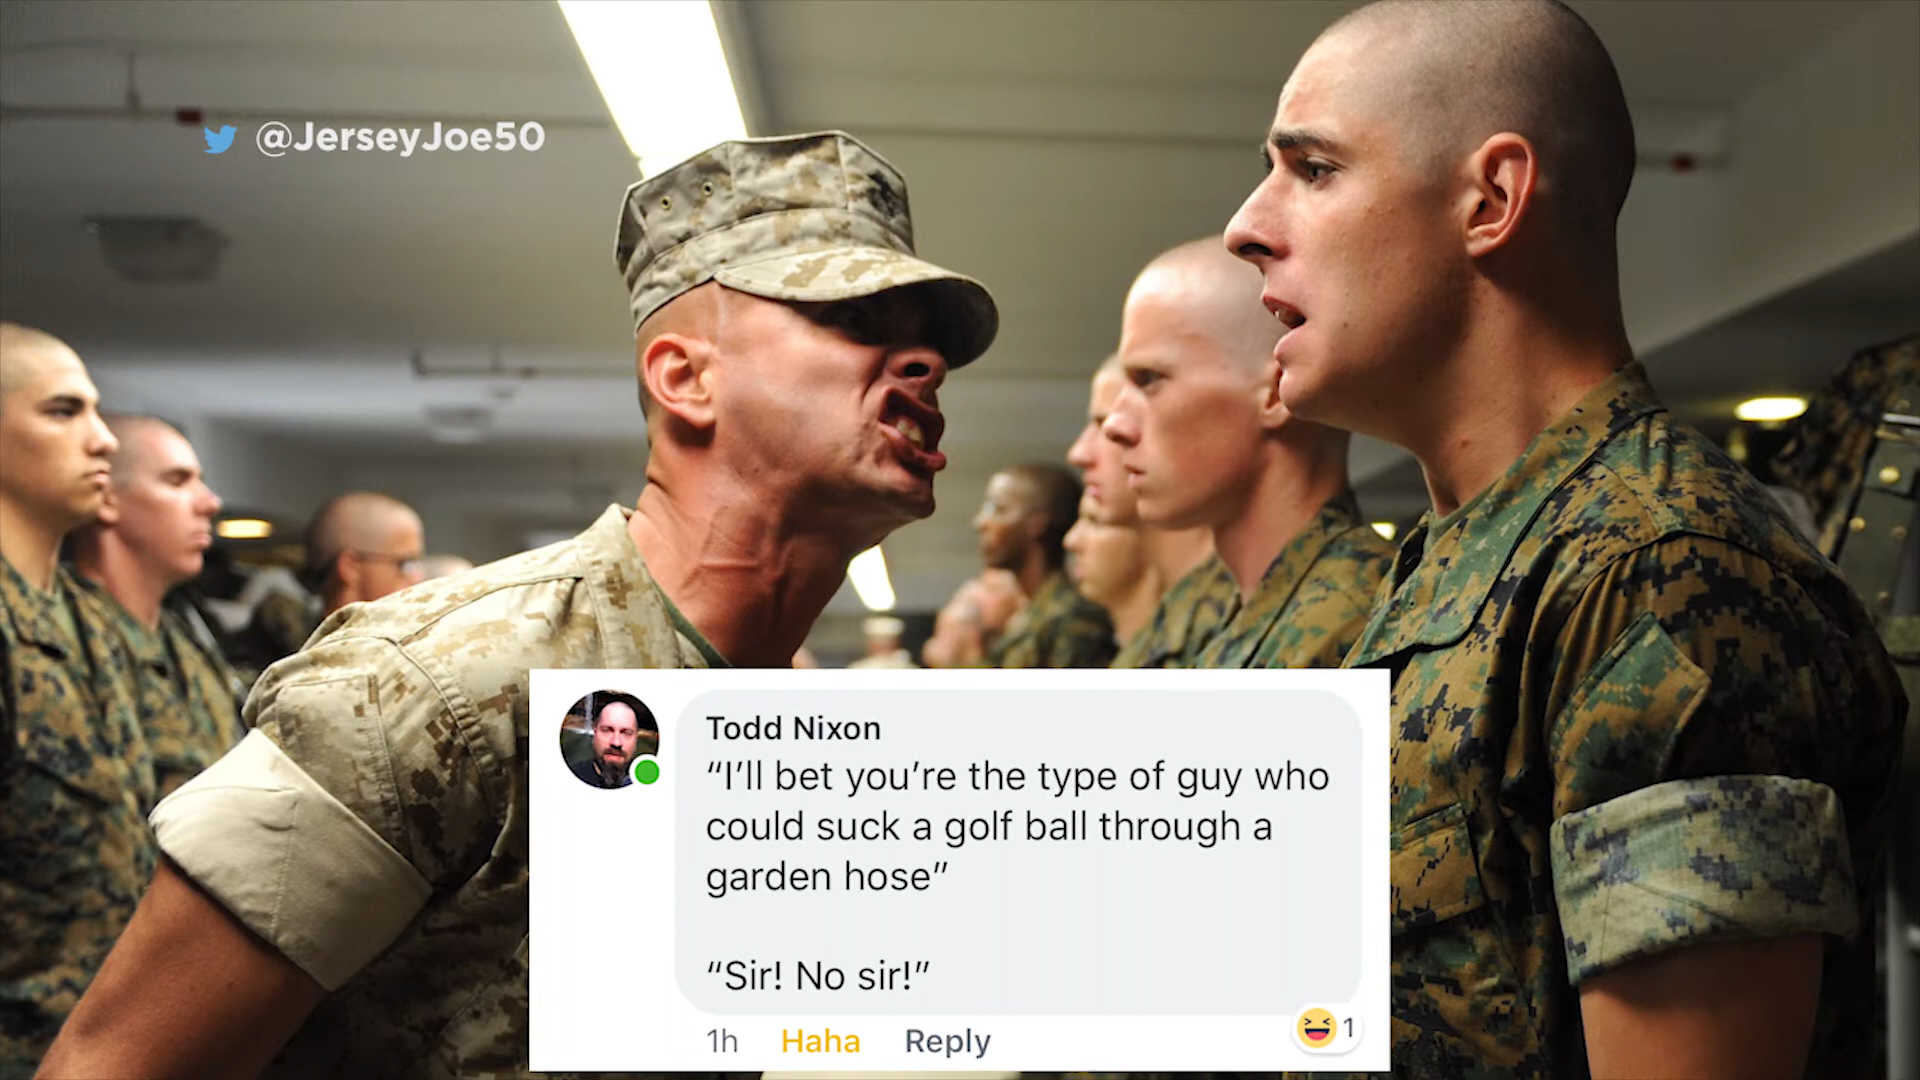 @JerseyJoe50
Todd Nixon
“I’ll bet you’re the type of guy who
could suck a golf ball through a
garden hose”
“Sir! No sir!”
1h Haha Reply
1